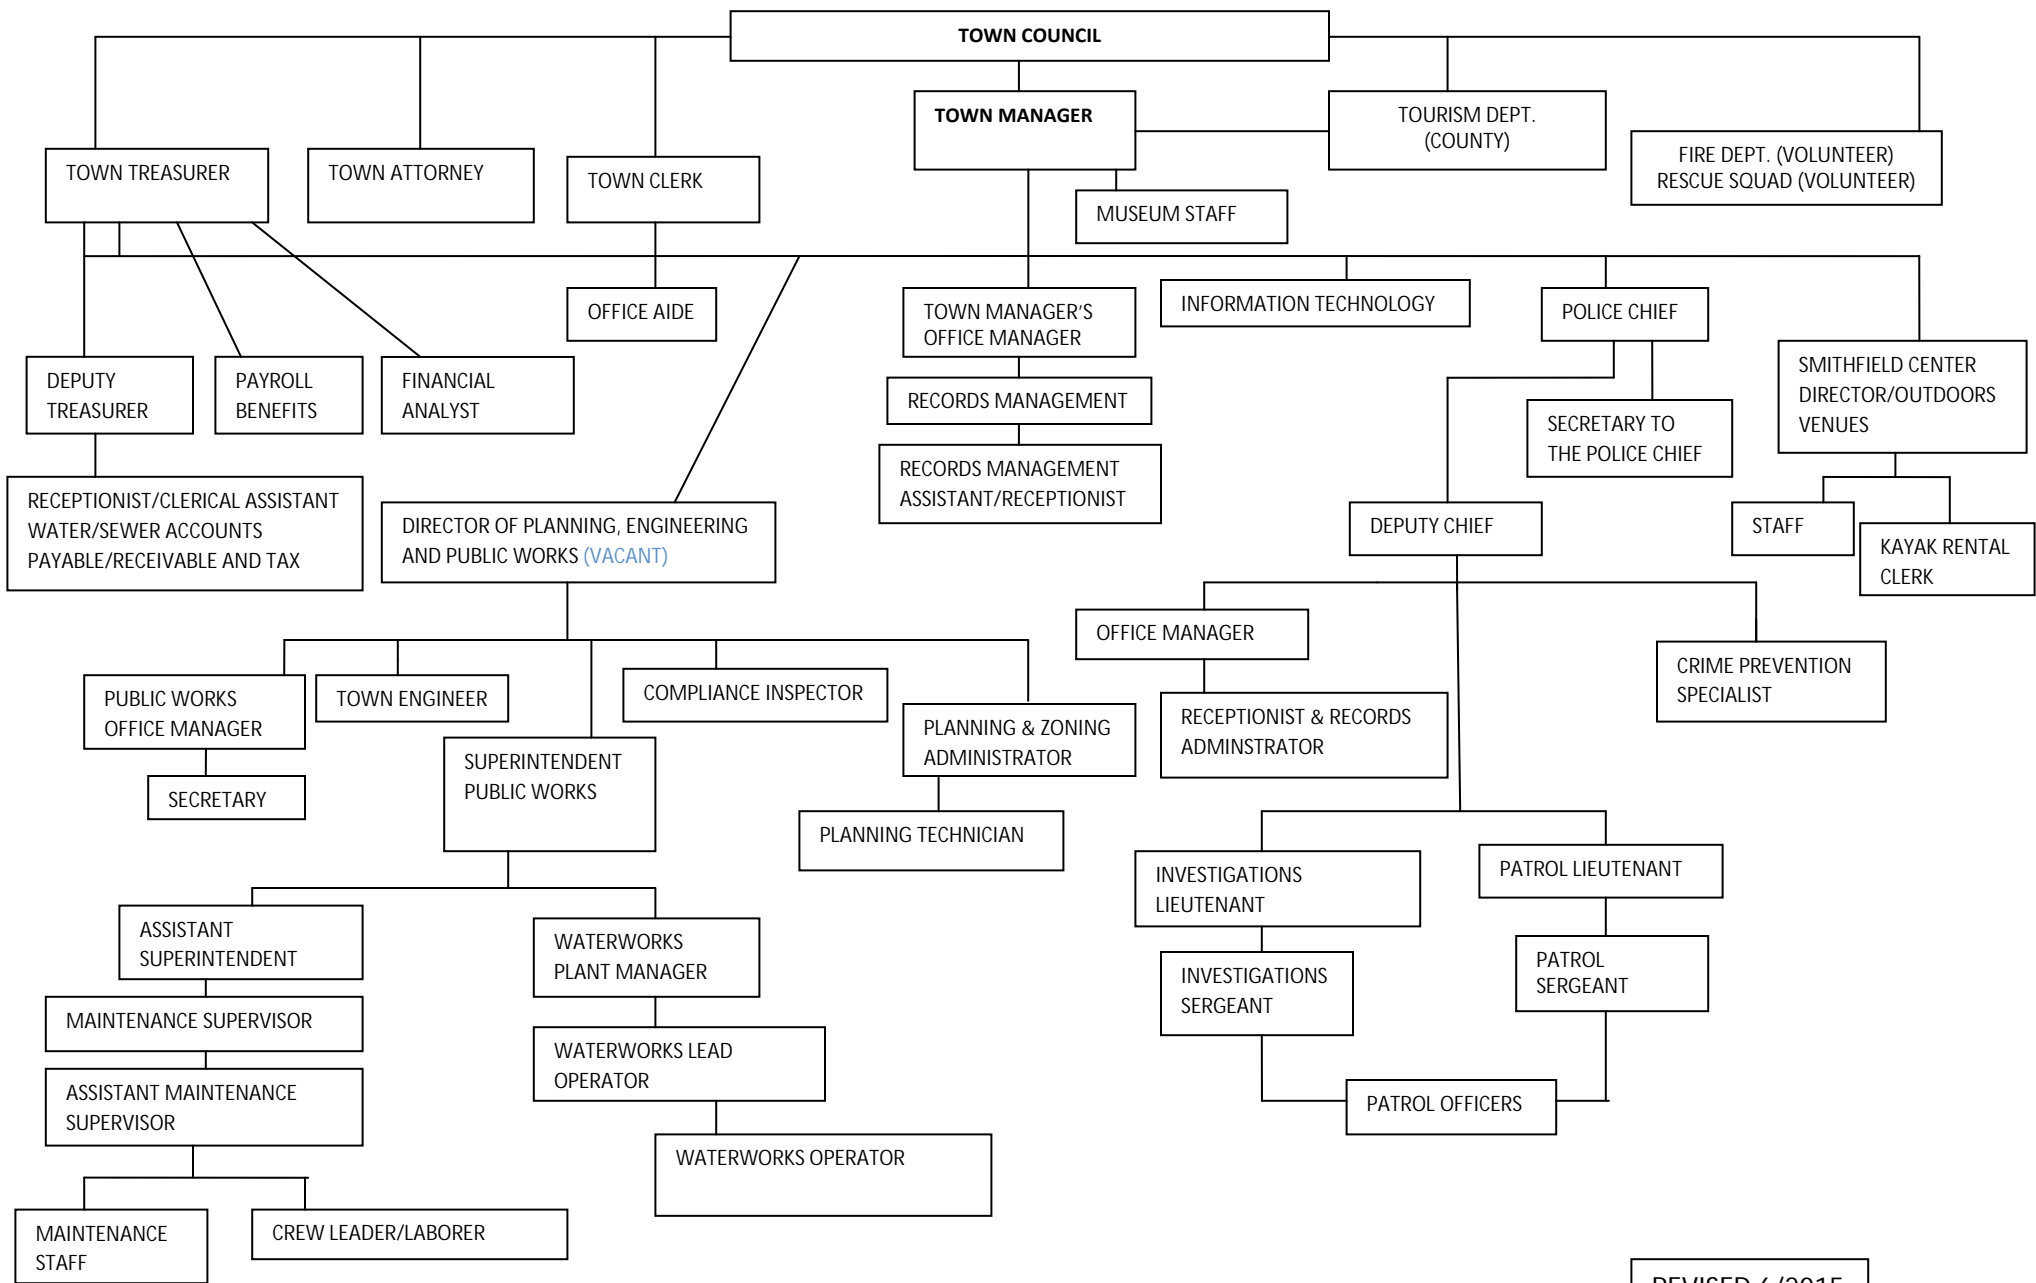 TOWN COUNCIL
TOWN MANAGER
TOURISM DEPT.
(COUNTY)
FIRE DEPT. (VOLUNTEER)
RESCUE SQUAD (VOLUNTEER)
TOWN TREASURER
TOWN ATTORNEY
TOWN CLERK
MUSEUM STAFF
OFFICE AIDE
TOWN MANAGER'S
OFFICE MANAGER
INFORMATION TECHNOLOGY
POLICE CHIEF
DEPUTY
TREASURER
PAYROLL
BENEFITS
FINANCIAL
ANALYST
RECORDS MANAGEMENT
SECRETARY TO
THE POLICE CHIEF
SMITHFIELD CENTER
DIRECTOR/OUTDOORS
VENUES
RECORDS MANAGEMENT
ASSISTANT/RECEPTIONIST
RECEPTIONIST/CLERICAL ASSISTANT
WATER/SEWER ACCOUNTS
PAYABLE/RECEIVABLE AND TAX
DIRECTOR OF PLANNING, ENGINEERING
AND PUBLIC WORKS (VACANT)
DEPUTY CHIEF
STAFF
KAYAK RENTAL
CLERK
OFFICE MANAGER
CRIME PREVENTION
SPECIALIST
PUBLIC WORKS
OFFICE MANAGER
TOWN ENGINEER
COMPLIANCE INSPECTOR
PLANNING & ZONING
ADMINISTRATOR
RECEPTIONIST & RECORDS
ADMINSTRATOR
SUPERINTENDENT
PUBLIC WORKS
SECRETARY
PLANNING TECHNICIAN
INVESTIGATIONS
LIEUTENANT
PATROL LIEUTENANT
ASSISTANT
SUPERINTENDENT
WATERWORKS
PLANT MANAGER
INVESTIGATIONS
SERGEANT
PATROL
SERGEANT
MAINTENANCE SUPERVISOR
WATERWORKS LEAD
OPERATOR
ASSISTANT MAINTENANCE
SUPERVISOR
PATROL OFFICERS
WATERWORKS OPERATOR
MAINTENANCE
STAFF
CREW LEADER/LABORER
REVISED 6/2015